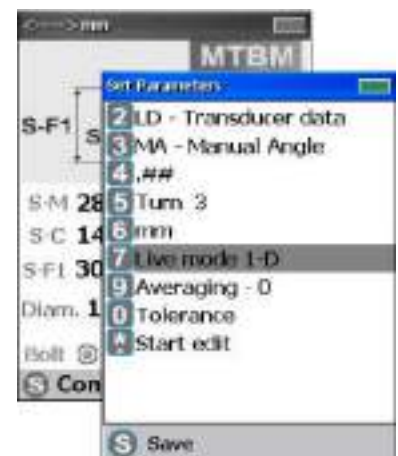 <--->mm
MTBM
S-F1
S
S-M 28
S-C 14
S-F1 30
Diam. 1
Bolt
S Con
Set Parameters
2 LD - Transducer data
3 MA - Manual Angle
4 .##
5 Turn 3
6 mm
7 Live mode 1-D
9 Averaging - 0
0 Tolerance
Start edit
S Save